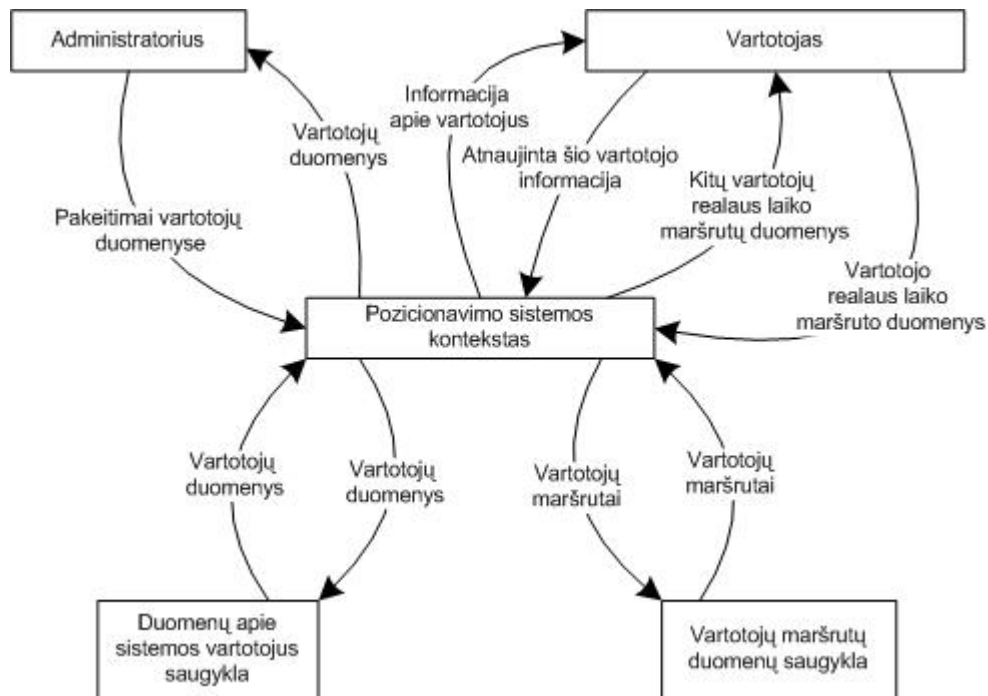 Administratorius
Vartotojas
Informacija
apie vartotojus
Vartotojų
duomenys
Atnaujinta šio vartotojo
informacija
Kitų vartotojų
realaus laiko
maršrutų duomenys
Pakeitimai vartotojų
duomenyse
Vartotojo
realaus laiko
maršruto duomenys
Pozicionavimo sistemos
kontekstas
Vartotojų
duomenys
Vartotojų
duomenys
Vartotojų
maršrutai
Vartotojų
maršrutai
Duomenų apie
sistemos vartotojus
saugykla
Vartotojų maršrutų
duomenų saugykla